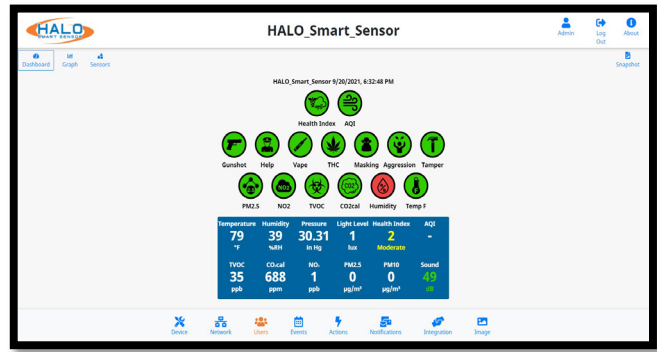 HALO
SMART SENSOR
HALO_Smart_Sensor
Admin
Log
Out
About
Dashboard
Graph
Sensors
Snapshot
HALO_Smart_Sensor 9/20/2021, 6:32:48 PM
Health Index AQI
Gunshot Help Vape THC Masking Aggression Tamper
NO2 CO2
PM2.5 NO2 TVOC CO2cal Humidity Temp F
Temperature Humidity Pressure Light Level Health Index AQI
79 39 30.31 1 2 -
°F %RH in Hg lux Moderate
TVOC CO₂cal NO₂ PM2.5 PM10 Sound
35 688 1 0 0 49
ppb ppm ppb µg/m³ µg/m³ dB
Device Network Users Events Actions Notifications Integration Image